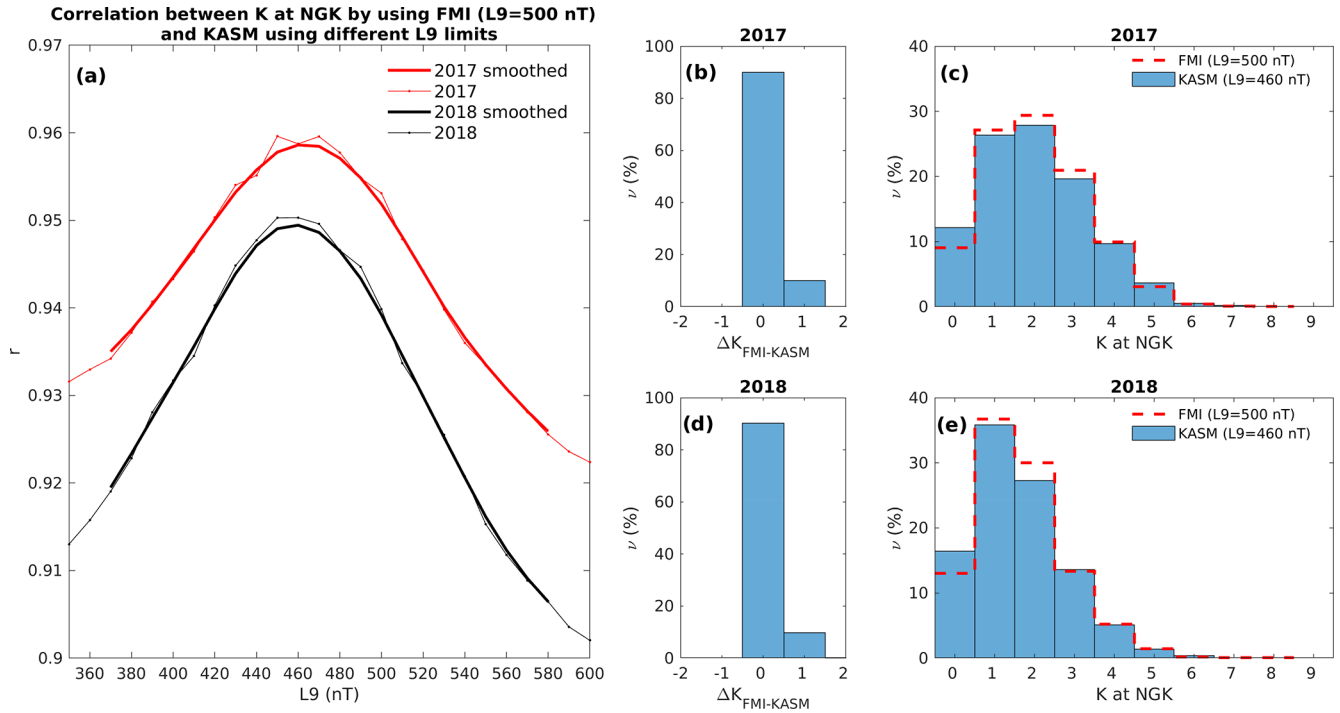 Correlation between K at NGK by using FMI (L9=500 nT)
and KASM using different L9 limits
(a)
2017 smoothed
2017
2018 smoothed
2018
0.97
0.96
0.95
0.94
0.93
0.92
0.91
0.9
r
360 380 400 420 440 460 480 500 520 540 560 580 600
L9 (nT)
2017
(b)
100
80
60
40
20
0
ν (%)
-2 -1 0 1 2
ΔK_FMI-KASM
2017
(c)
FMI (L9=500 nT)
KASM (L9=460 nT)
40
30
20
10
0
ν (%)
0 1 2 3 4 5 6 7 8 9
K at NGK
2018
(d)
100
80
60
40
20
0
ν (%)
-2 -1 0 1 2
ΔK_FMI-KASM
2018
(e)
FMI (L9=500 nT)
KASM (L9=460 nT)
40
30
20
10
0
ν (%)
0 1 2 3 4 5 6 7 8 9
K at NGK